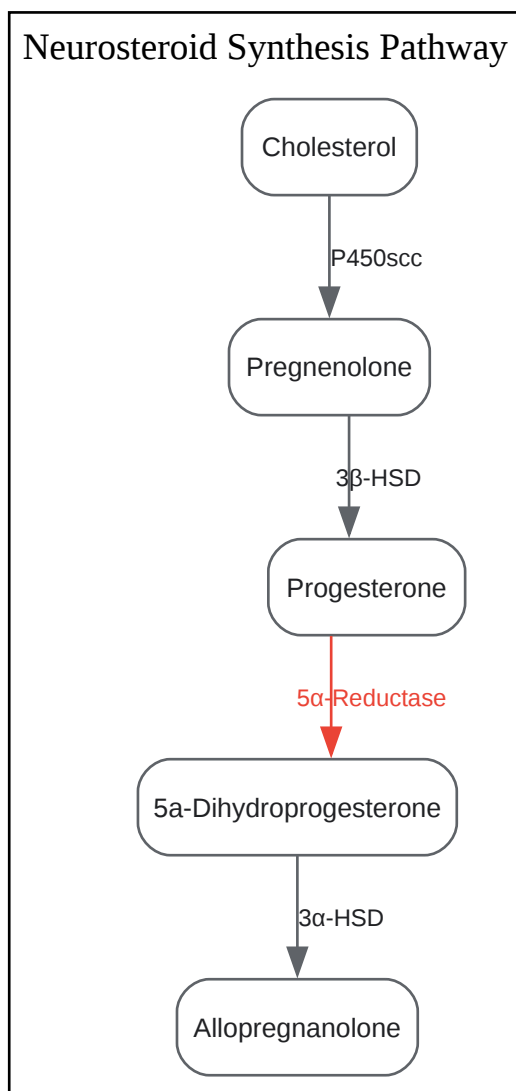 Neurosteroid Synthesis Pathway
Cholesterol
P450scc
Pregnenolone
3β-HSD
Progesterone
5α-Reductase
5a-Dihydroprogesterone
3α-HSD
Allopregnanolone